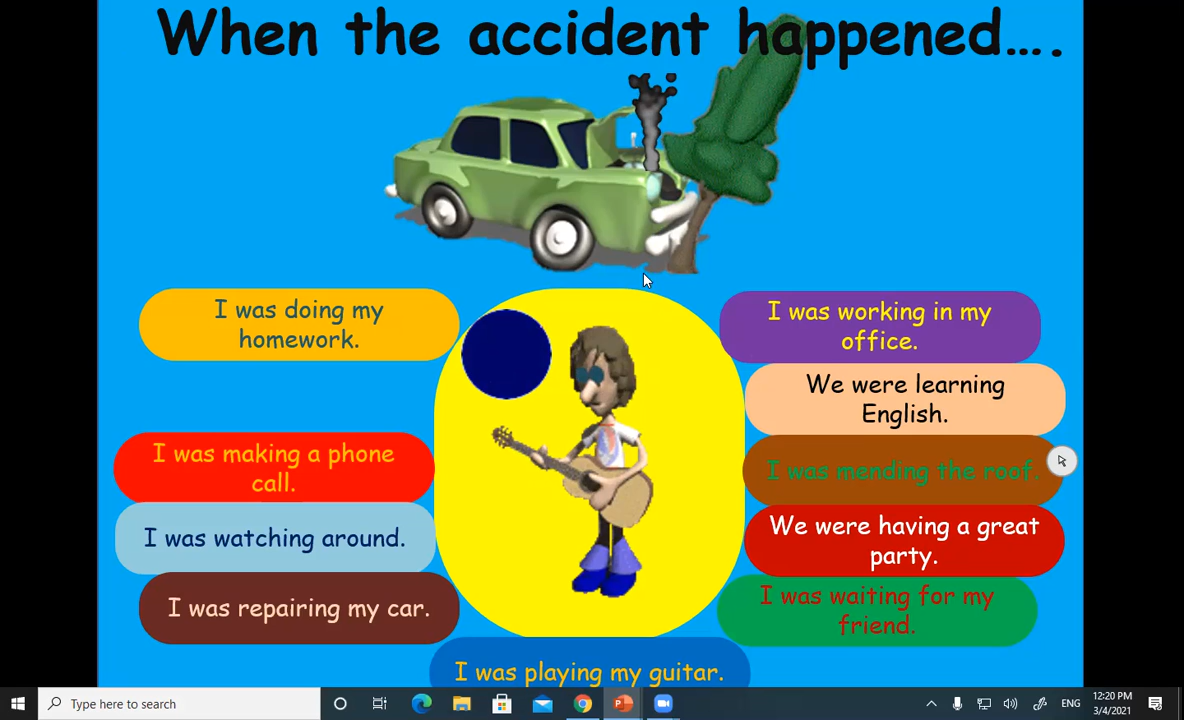 When the accident happened....
I was doing my
homework.
I was working in my
office.
We were learning
English.
I was making a phone
call.
I was mending the roof.
I was watching around.
We were having a great
party.
I was repairing my car.
I was waiting for my
friend.
I was playing my guitar.
Type here to search
ENG
12:20 PM
3/4/2021